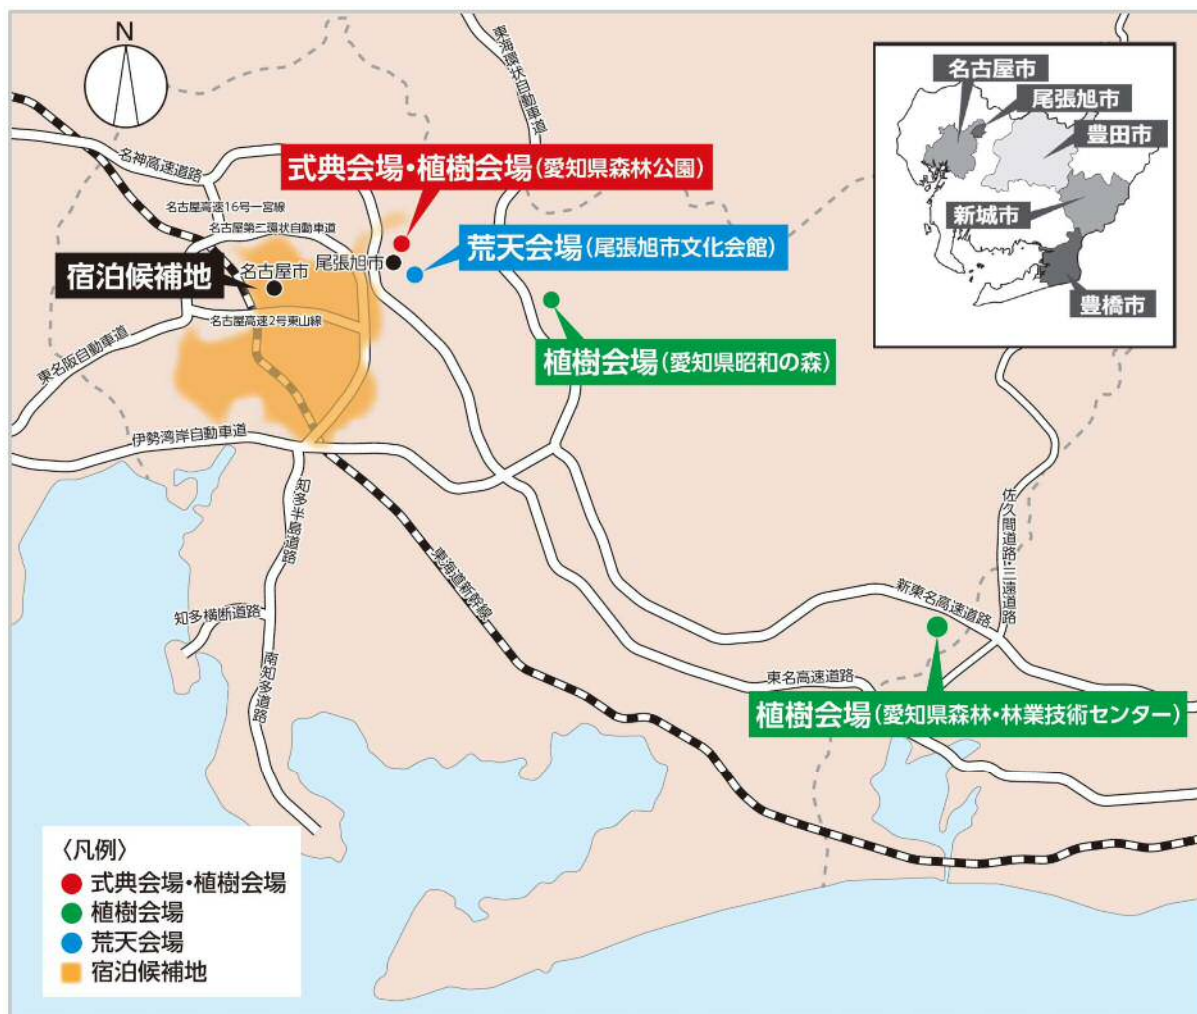 N
東海環状自動車道
名神高速道路
式典会場・植樹会場(愛知県森林公園)
名古屋高速16号一宮線
名古屋第二環状自動車道
荒天会場(尾張旭市文化会館)
尾張旭市
宿泊候補地
名古屋市
名古屋高速2号東山線
東名阪自動車道
植樹会場(愛知県昭和の森)
伊勢湾岸自動車道
知多半島道路
東海道新幹線
知多横断道路
南知多道路
佐久間道路・三遠道路
新東名高速道路
東名高速道路
植樹会場(愛知県森林・林業技術センター)
名古屋市
尾張旭市
豊田市
新城市
豊橋市
〈凡例〉
式典会場・植樹会場
植樹会場
荒天会場
宿泊候補地